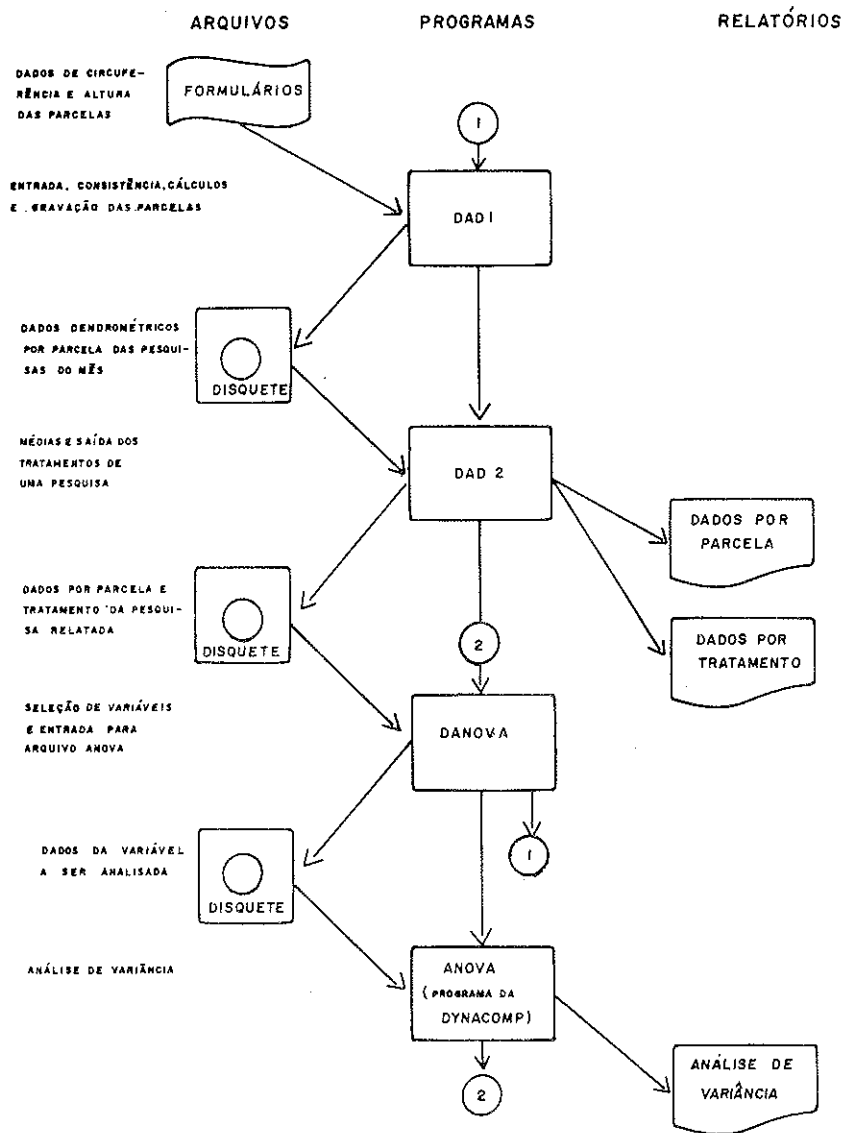 ARQUIVOS PROGRAMAS RELATÓRIOS
DADOS DE CIRCUFE-
RÊNCIA E ALTURA
DAS PARCELAS
FORMULÁRIOS
1
ENTRADA, CONSISTÊNCIA, CÁLCULOS
E .GRAVAÇÃO DAS PARCELAS
DAD 1
DADOS DENDROMÉTRICOS
POR PARCELA DAS PESQUI-
SAS DO MÊS
DISQUETE
MÉDIAS E SAÍDA DOS
TRATAMENTOS DE
UMA PESQUISA
DAD 2
DADOS POR
PARCELA
DADOS POR PARCELA E
TRATAMENTO DA PESQUI-
SA RELATADA
DISQUETE
2
DADOS POR
TRATAMENTO
SELEÇÃO DE VARIÁVEIS
E ENTRADA PARA
ARQUIVO ANOVA
DANOVA
1
DADOS DA VARIÁVEL
A SER ANALISADA
DISQUETE
ANÁLISE DE VARIÂNCIA
ANOVA
(PROGRAMA DA
DYNACOMP)
2
ANÁLISE DE
VARIÂNCIA